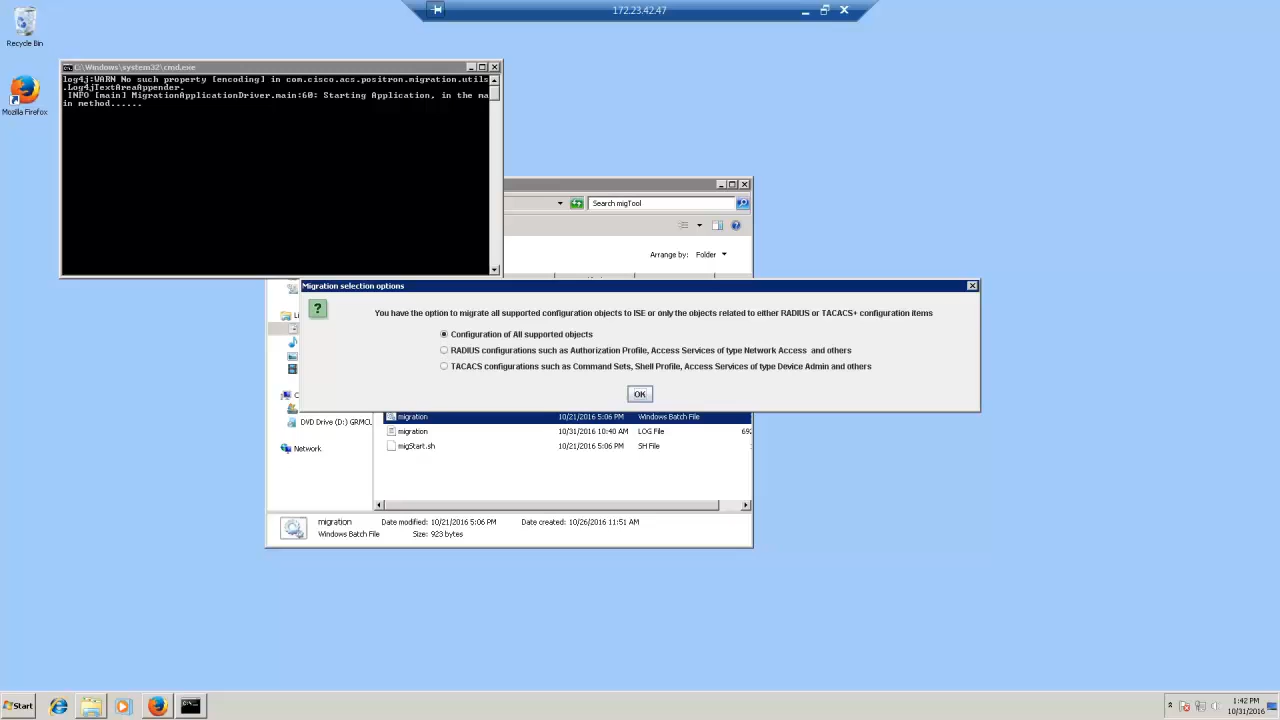 172.23.42.47
Recycle Bin
Mozilla Firefox
C:\Windows\system32\cmd.exe
log4j:WARN No such property [encoding] in com.cisco.acs.positron.migration.utils
.Log4jTextAreaAppender.
INFO [main] MigrationApplicationDriver.main:60: Starting Application, in the ma
in method......
Search migTool
Arrange by: Folder
Migration selection options
You have the option to migrate all supported configuration objects to ISE or only the objects related to either RADIUS or TACACS+ configuration items
Configuration of All supported objects
RADIUS configurations such as Authorization Profile, Access Services of type Network Access and others
TACACS configurations such as Command Sets, Shell Profile, Access Services of type Device Admin and others
OK
migration 10/21/2016 5:06 PM Windows Batch File
DVD Drive (D:) GRMCU
migration 10/31/2016 10:40 AM LOG File 692
Network
migStart.sh 10/21/2016 5:06 PM SH File
migration Date modified: 10/21/2016 5:06 PM Date created: 10/26/2016 11:51 AM
Windows Batch File Size: 923 bytes
Start
1:42 PM
10/31/2016